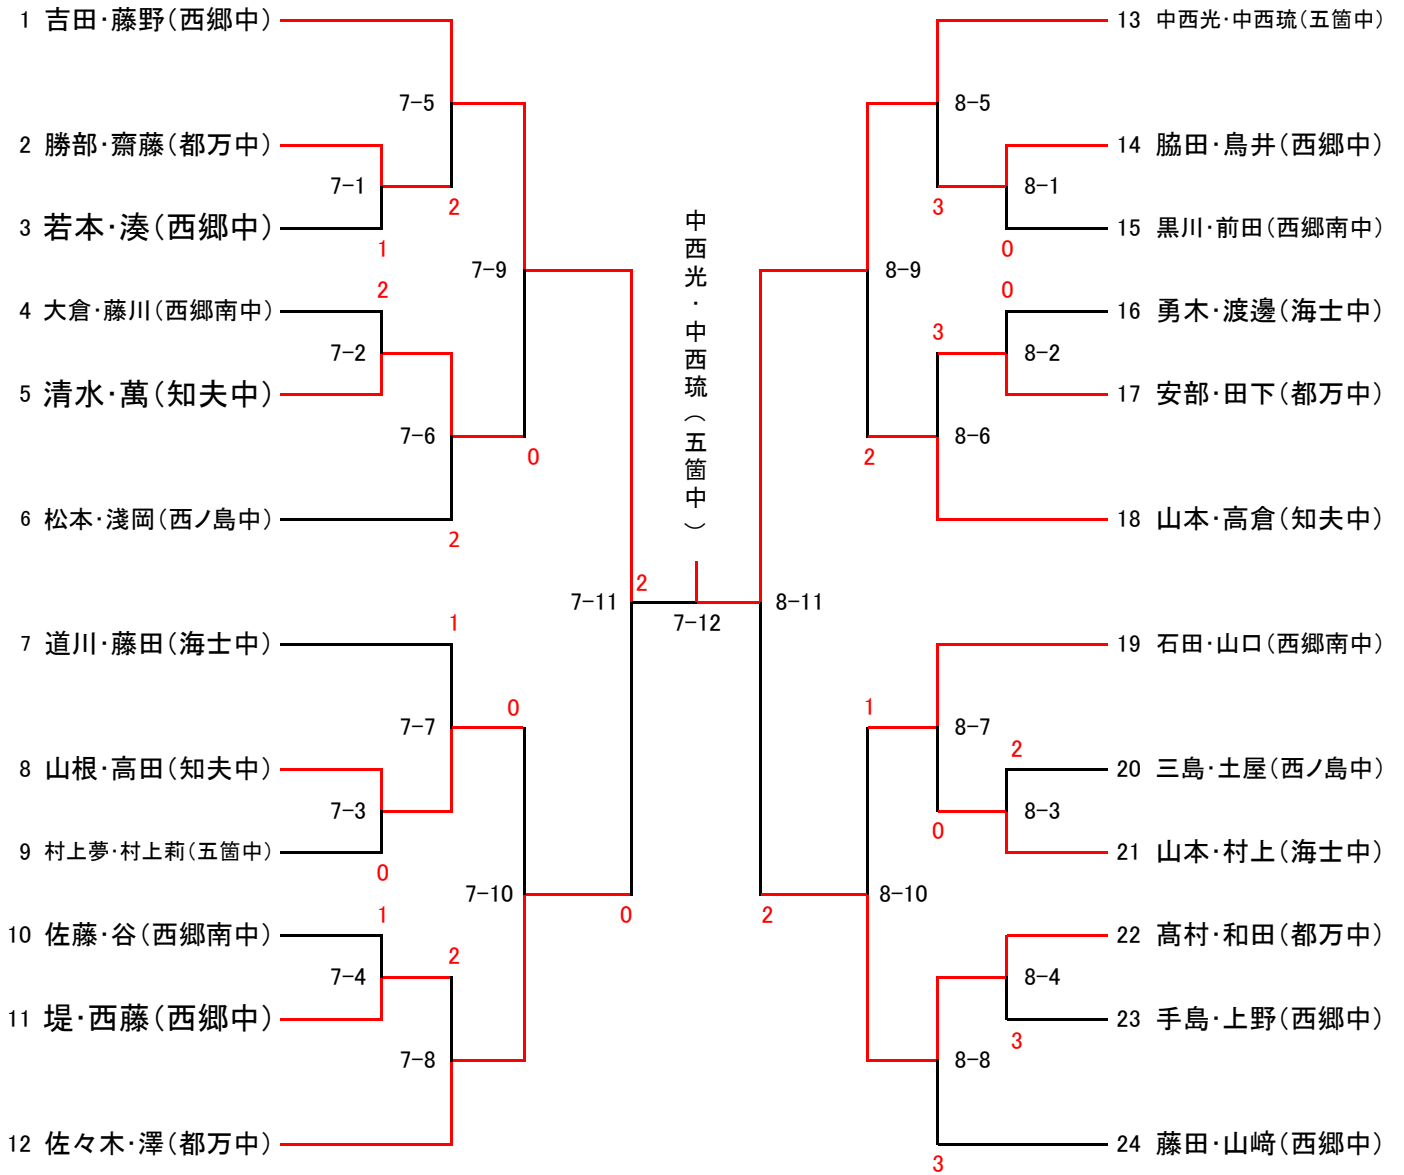 1 吉田・藤野(西郷中)
7-5
2 勝部・齋藤(都万中)
7-1
2
3 若本・湊(西郷中)
1
7-9
2
4 大倉・藤川(西郷南中)
7-2
5 清水・萬(知夫中)
7-6
0
6 松本・淺岡(西ノ島中)
2
7-11
2
1
7 道川・藤田(海士中)
0
7-7
8 山根・高田(知夫中)
7-3
9 村上夢・村上莉(五箇中)
0
7-10
1
0
10 佐藤・谷(西郷南中)
2
7-4
11 堤・西藤(西郷中)
7-8
12 佐々木・澤(都万中)
中西光・中西琉(五箇中)
7-12
13 中西光・中西琉(五箇中)
8-5
14 脇田・鳥井(西郷中)
8-1
3
15 黒川・前田(西郷南中)
0
8-9
0
16 勇木・渡邊(海士中)
3
8-2
17 安部・田下(都万中)
8-6
2
18 山本・高倉(知夫中)
8-11
19 石田・山口(西郷南中)
1
8-7
2
20 三島・土屋(西ノ島中)
8-3
0
21 山本・村上(海士中)
8-10
2
22 髙村・和田(都万中)
8-4
23 手島・上野(西郷中)
3
8-8
24 藤田・山﨑(西郷中)
3